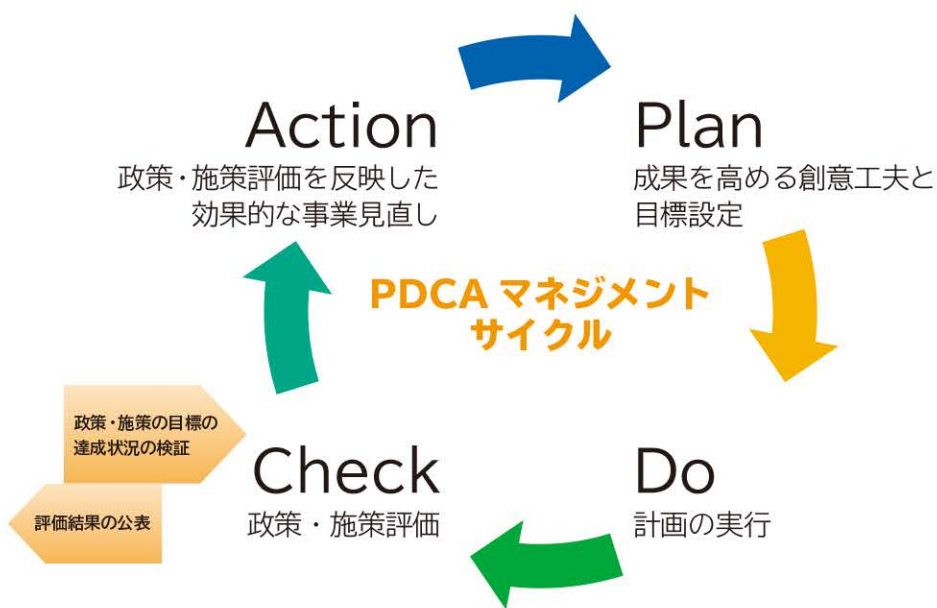 Action
政策・施策評価を反映した
効果的な事業見直し
Plan
成果を高める創意工夫と
目標設定
PDCA マネジメント
サイクル
政策・施策の目標の
達成状況の検証
評価結果の公表
Check
政策・施策評価
Do
計画の実行